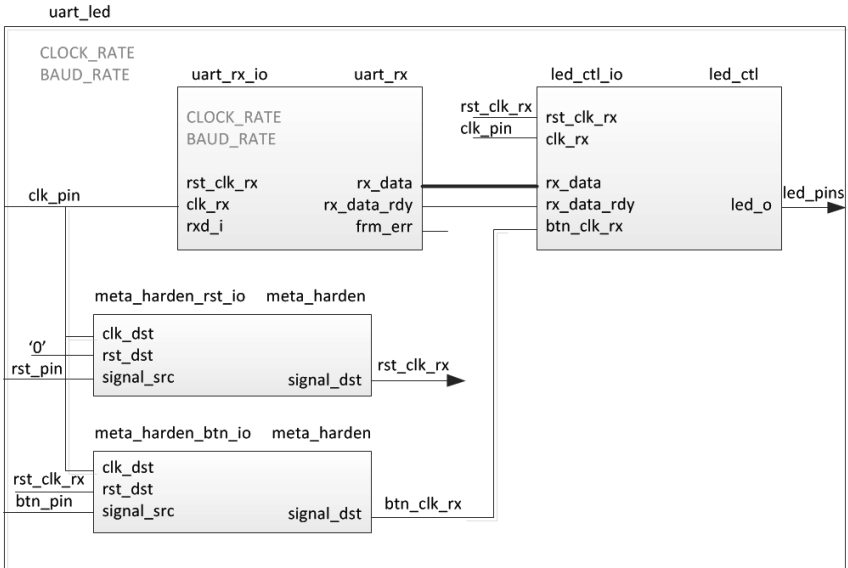 uart_led
CLOCK_RATE
BAUD_RATE
uart_rx_io uart_rx
CLOCK_RATE
BAUD_RATE
rst_clk_rx rx_data
clk_rx rx_data_rdy
rxd_i frm_err
clk_pin
led_ctl_io led_ctl
rst_clk_rx
clk_pin
rst_clk_rx
clk_rx
rx_data
rx_data_rdy led_o
btn_clk_rx
led_pins
meta_harden_rst_io meta_harden
clk_dst
rst_dst
signal_src signal_dst
'0'
rst_pin
rst_clk_rx
meta_harden_btn_io meta_harden
clk_dst
rst_dst
signal_src signal_dst
rst_clk_rx
btn_pin
btn_clk_rx